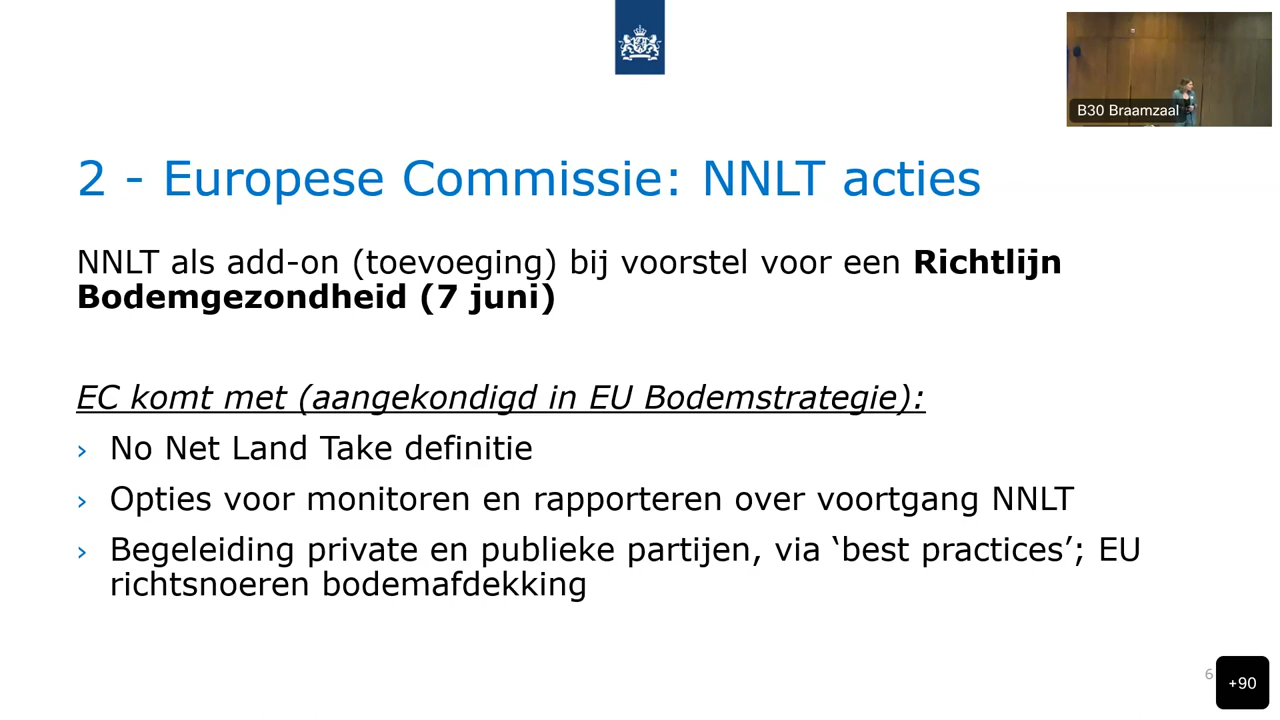 B30 Braamzaal
2 - Europese Commissie: NNLT acties
NNLT als add-on (toevoeging) bij voorstel voor een Richtlijn
Bodemgezondheid (7 juni)
EC komt met (aangekondigd in EU Bodemstrategie):
› No Net Land Take definitie
› Opties voor monitoren en rapporteren over voortgang NNLT
› Begeleiding private en publieke partijen, via ‘best practices’; EU
richtsnoeren bodemafdekking
6
+90